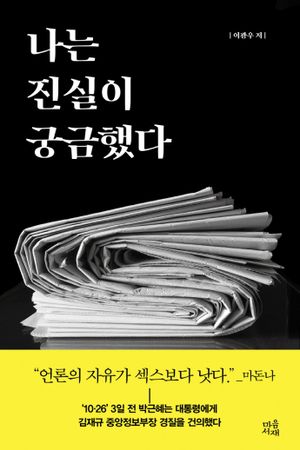 나는
진실이
궁금했다
| 이관우 저 |
“언론의 자유가 섹스보다 낫다.”_마돈나
‘10·26’ 3일 전 박근혜는 대통령에게
김재규 중앙정보부장 경질을 건의했다
마음
서재